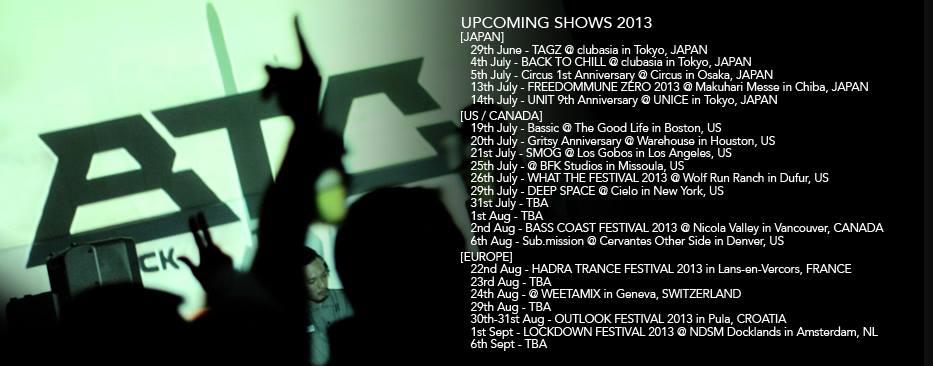 BTC
CK
UPCOMING SHOWS 2013
[JAPAN]
29th June - TAGZ @ clubasia in Tokyo, JAPAN
4th July - BACK TO CHILL @ clubasia in Tokyo, JAPAN
5th July - Circus 1st Anniversary @ Circus in Osaka, JAPAN
13th July - FREEDOMMUNE ZERO 2013 @ Makuhari Messe in Chiba, JAPAN
14th July - UNIT 9th Anniversary @ UNICE in Tokyo, JAPAN
[US / CANADA]
19th July - Bassic @ The Good Life in Boston, US
20th July - Gritsy Anniversary @ Warehouse in Houston, US
21st July - SMOG @ Los Gobos in Los Angeles, US
25th July - @ BFK Studios in Missoula, US
26th July - WHAT THE FESTIVAL 2013 @ Wolf Run Ranch in Dufur, US
29th July - DEEP SPACE @ Cielo in New York, US
31st July - TBA
1st Aug - TBA
2nd Aug - BASS COAST FESTIVAL 2013 @ Nicola Valley in Vancouver, CANADA
6th Aug - Sub.mission @ Cervantes Other Side in Denver, US
[EUROPE]
22nd Aug - HADRA TRANCE FESTIVAL 2013 in Lans-en-Vercors, FRANCE
23rd Aug - TBA
24th Aug - @ WEETAMIX in Geneva, SWITZERLAND
29th Aug - TBA
30th-31st Aug - OUTLOOK FESTIVAL 2013 in Pula, CROATIA
1st Sept - LOCKDOWN FESTIVAL 2013 @ NDSM Docklands in Amsterdam, NL
6th Sept - TBA